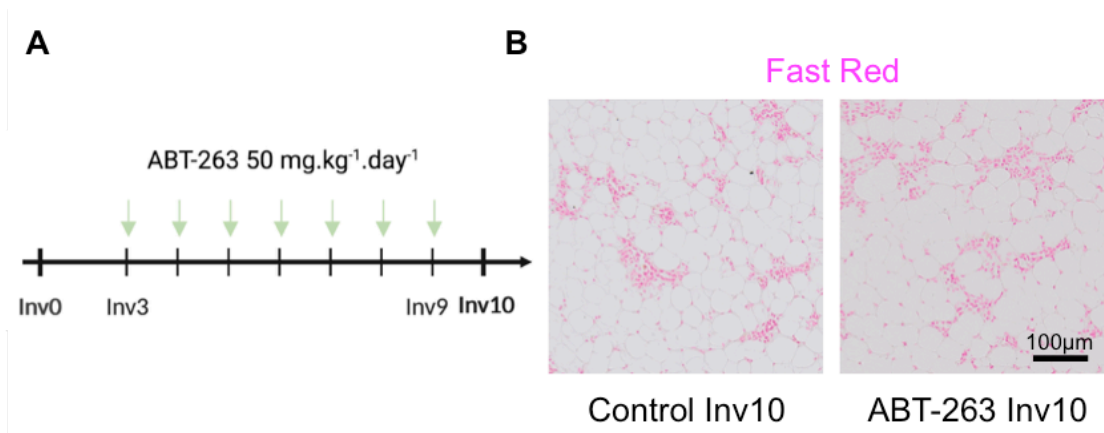 A
ABT-263 50 mg.kg⁻¹.day⁻¹
Inv0 Inv3 Inv9 Inv10
B
Fast Red
100µm
Control Inv10 ABT-263 Inv10